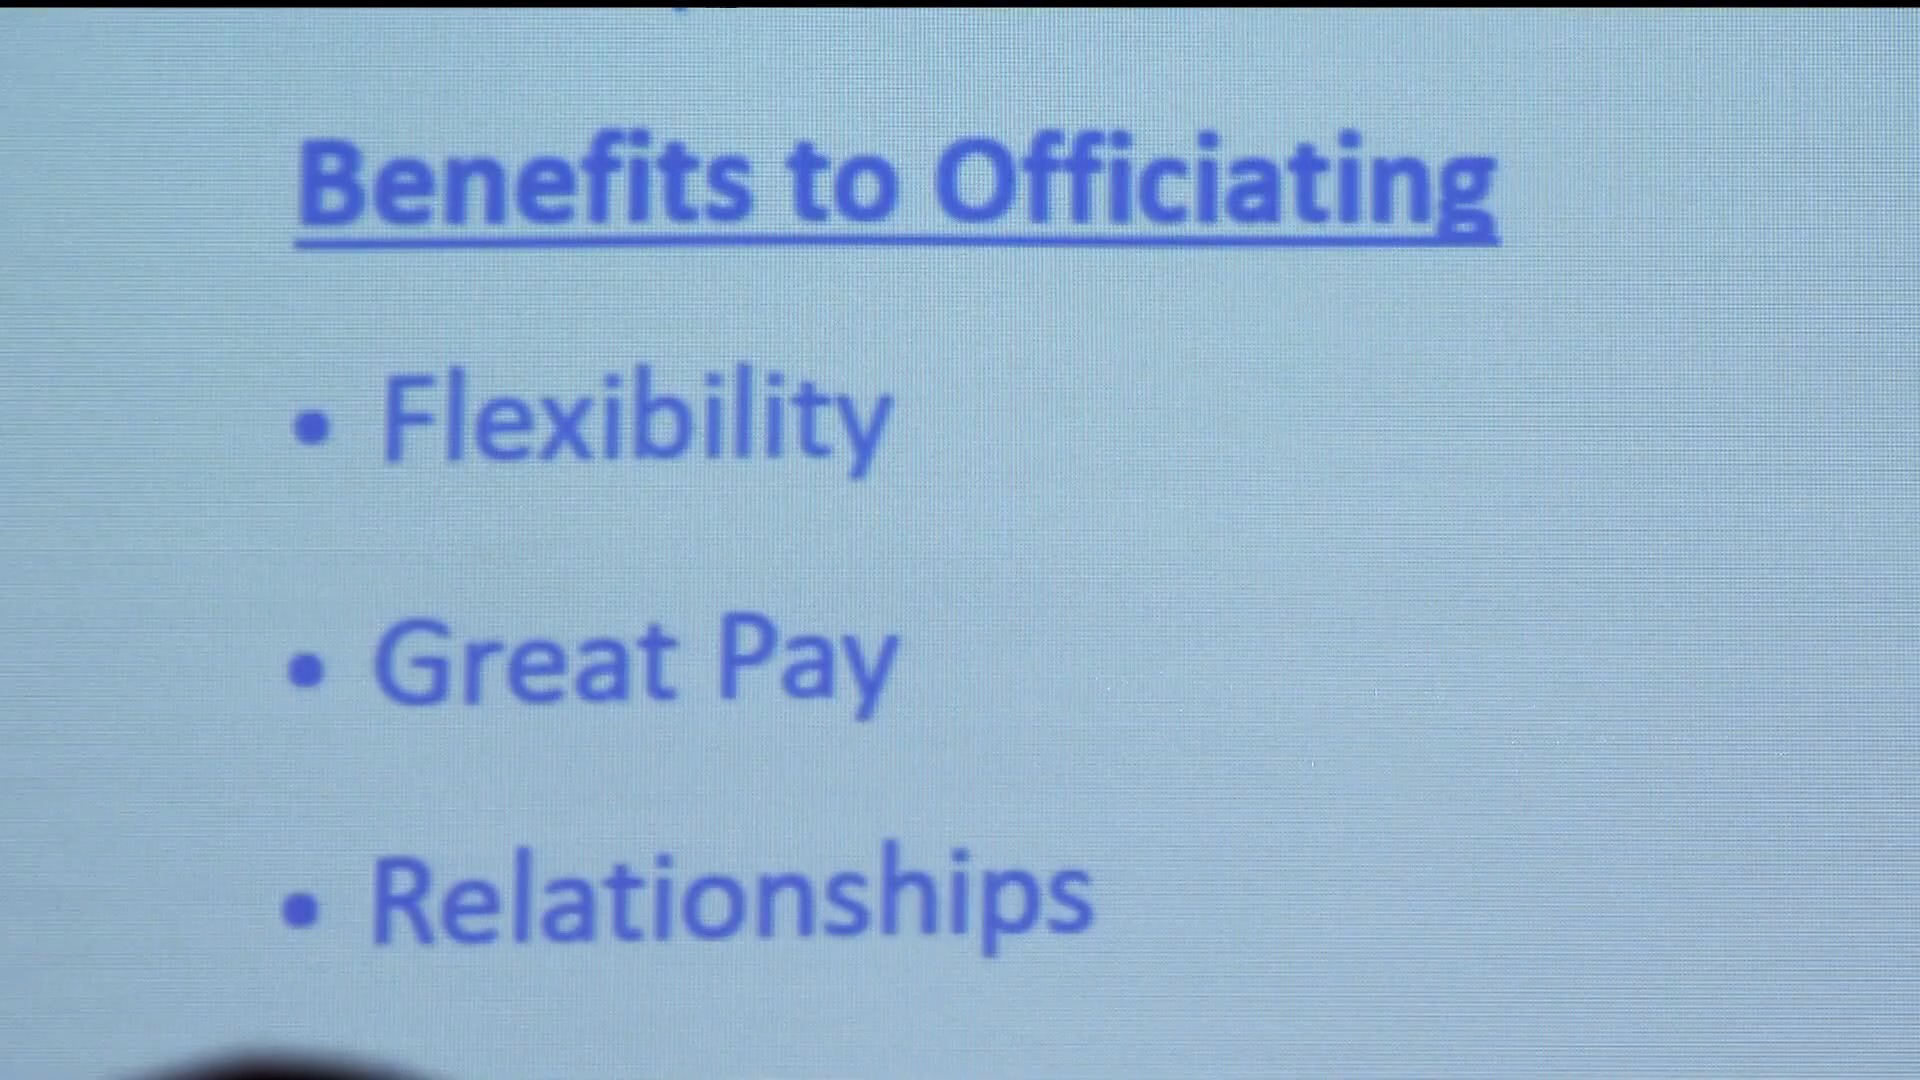 Benefits to Officiating
• Flexibility
• Great Pay
• Relationships